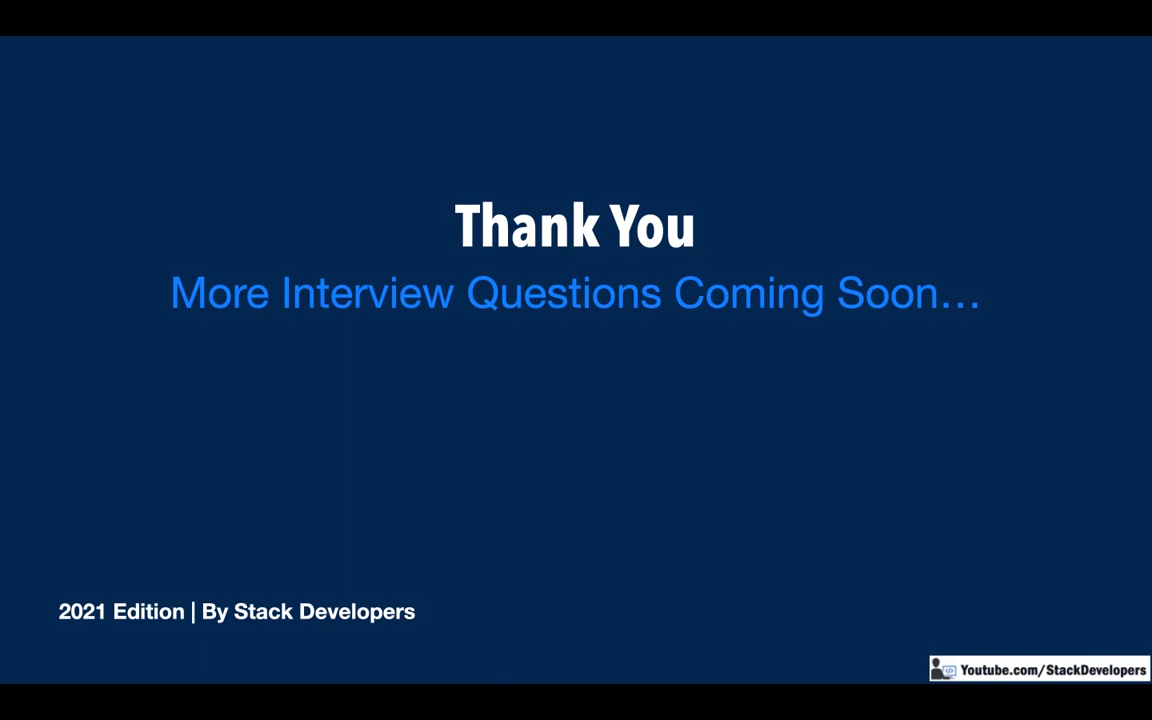 Thank You
More Interview Questions Coming Soon…
2021 Edition | By Stack Developers
Youtube.com/StackDevelopers